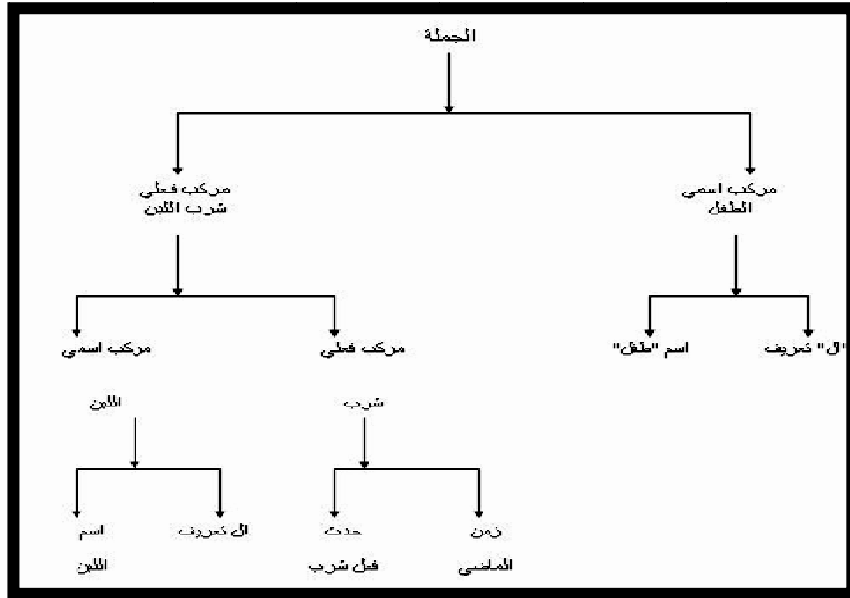 الجملة
مركب اسمي
الطفل
مركب فعلي
شرب اللبن
"ال" تعريف
اسم "طفل"
مركب فعلي
مركب اسمي
شرب
اللبن
زمن
حدث
ال تعريف
اسم
الماضي
فعل شرب
اللبن